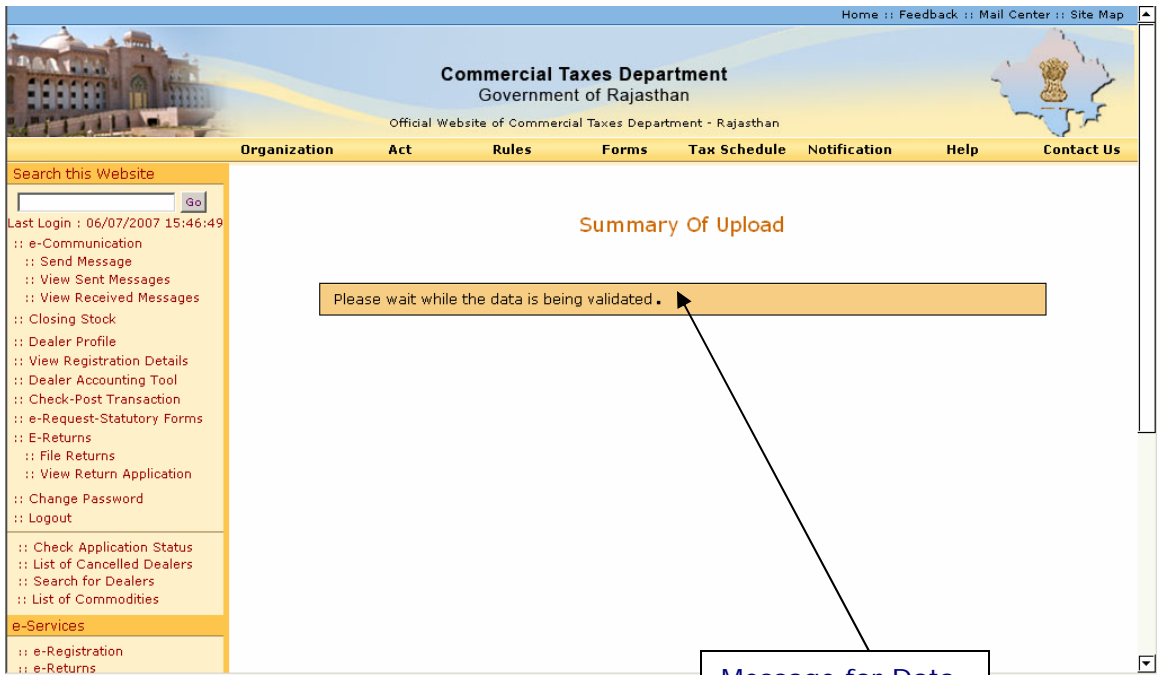 Home :: Feedback :: Mail Center :: Site Map
Commercial Taxes Department
Government of Rajasthan
Official Website of Commercial Taxes Department - Rajasthan
Organization Act Rules Forms Tax Schedule Notification Help Contact Us
Search this Website
Go
Last Login : 06/07/2007 15:46:49
:: e-Communication
:: Send Message
:: View Sent Messages
:: View Received Messages
:: Closing Stock
:: Dealer Profile
:: View Registration Details
:: Dealer Accounting Tool
:: Check-Post Transaction
:: e-Request-Statutory Forms
:: E-Returns
:: File Returns
:: View Return Application
:: Change Password
:: Logout
:: Check Application Status
:: List of Cancelled Dealers
:: Search for Dealers
:: List of Commodities
e-Services
:: e-Registration
:: e-Returns
Summary Of Upload
Please wait while the data is being validated .
Message for Data